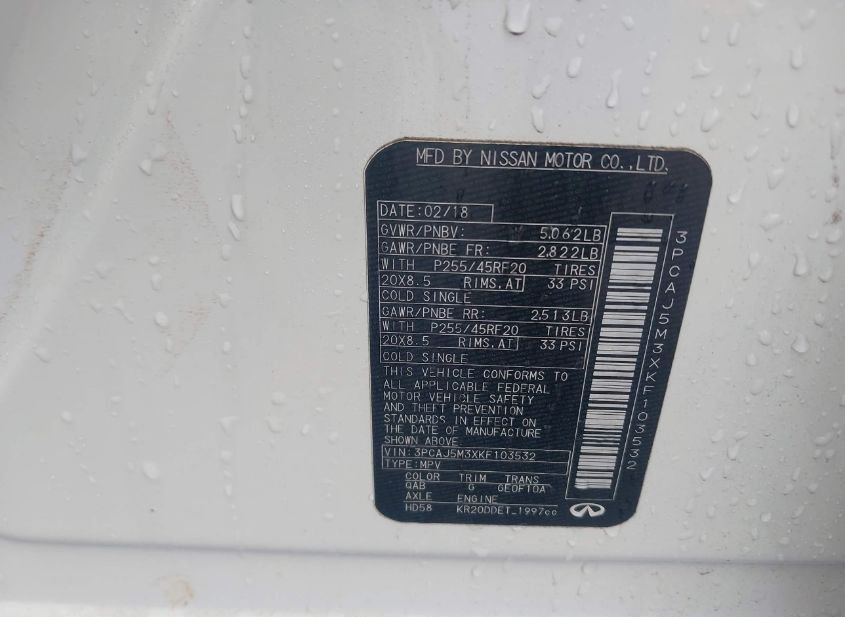 MFD BY NISSAN MOTOR CO.,LTD.
DATE:02/18
GVWR/PNBV: 5.062LB
GAWR/PNBE FR: 2.822LB
WITH P255/45RF20 TIRES
20X8.5 RIMS,AT 33 PSI
COLD SINGLE
GAWR/PNBE RR: 2.513LB
WITH P255/45RF20 TIRES
20X8.5 RIMS,AT 33 PSI
COLD SINGLE
THIS VEHICLE CONFORMS TO
ALL APPLICABLE FEDERAL
MOTOR VEHICLE SAFETY
AND THEFT PREVENTION
STANDARDS IN EFFECT ON
THE DATE OF MANUFACTURE
SHOWN ABOVE
VIN:3PCAJ5M3XKF103532
TYPE:MPV
COLOR TRIM TRANS
QAB G GE0F10A
AXLE ENGINE
HD58 KR20DDET 1997cc
3PCAJ5M3XKF103532